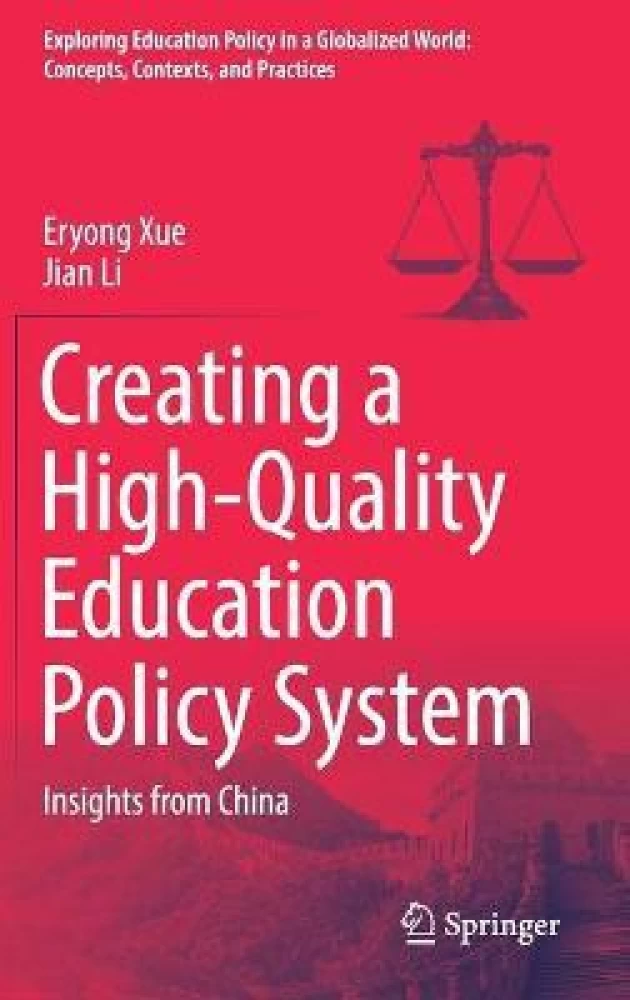 Exploring Education Policy in a Globalized World:
Concepts, Contexts, and Practices
Eryong Xue
Jian Li
Creating a
High-Quality
Education
Policy System
Insights from China
Springer